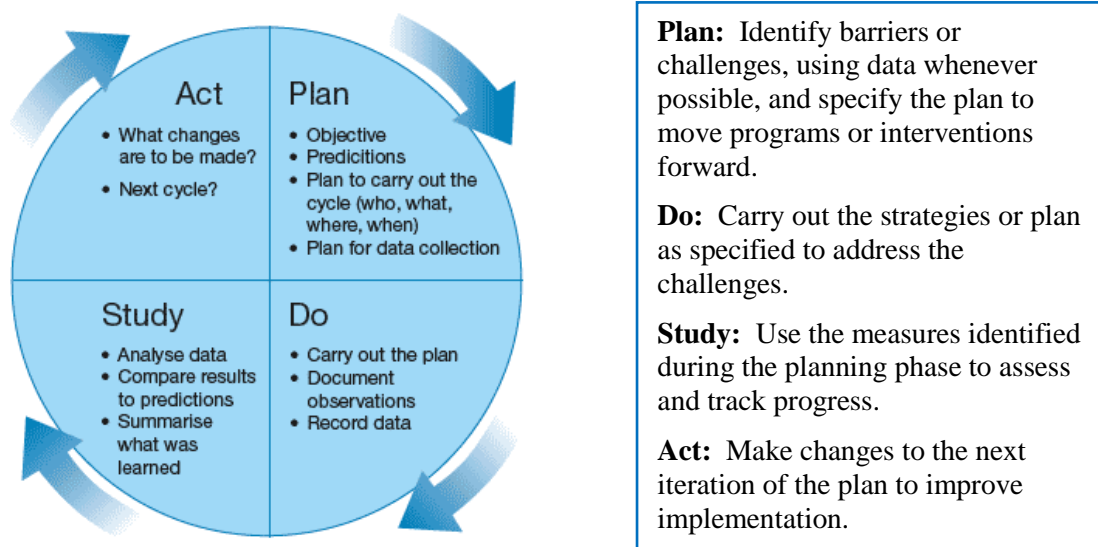 Act
• What changes
are to be made?
• Next cycle?
Plan
• Objective
• Predicitions
• Plan to carry out the
cycle (who, what,
where, when)
• Plan for data collection
Study
• Analyse data
• Compare results
to predictions
• Summarise
what was
learned
Do
• Carry out the plan
• Document
observations
• Record data
Plan: Identify barriers or
challenges, using data whenever
possible, and specify the plan to
move programs or interventions
forward.
Do: Carry out the strategies or plan
as specified to address the
challenges.
Study: Use the measures identified
during the planning phase to assess
and track progress.
Act: Make changes to the next
iteration of the plan to improve
implementation.